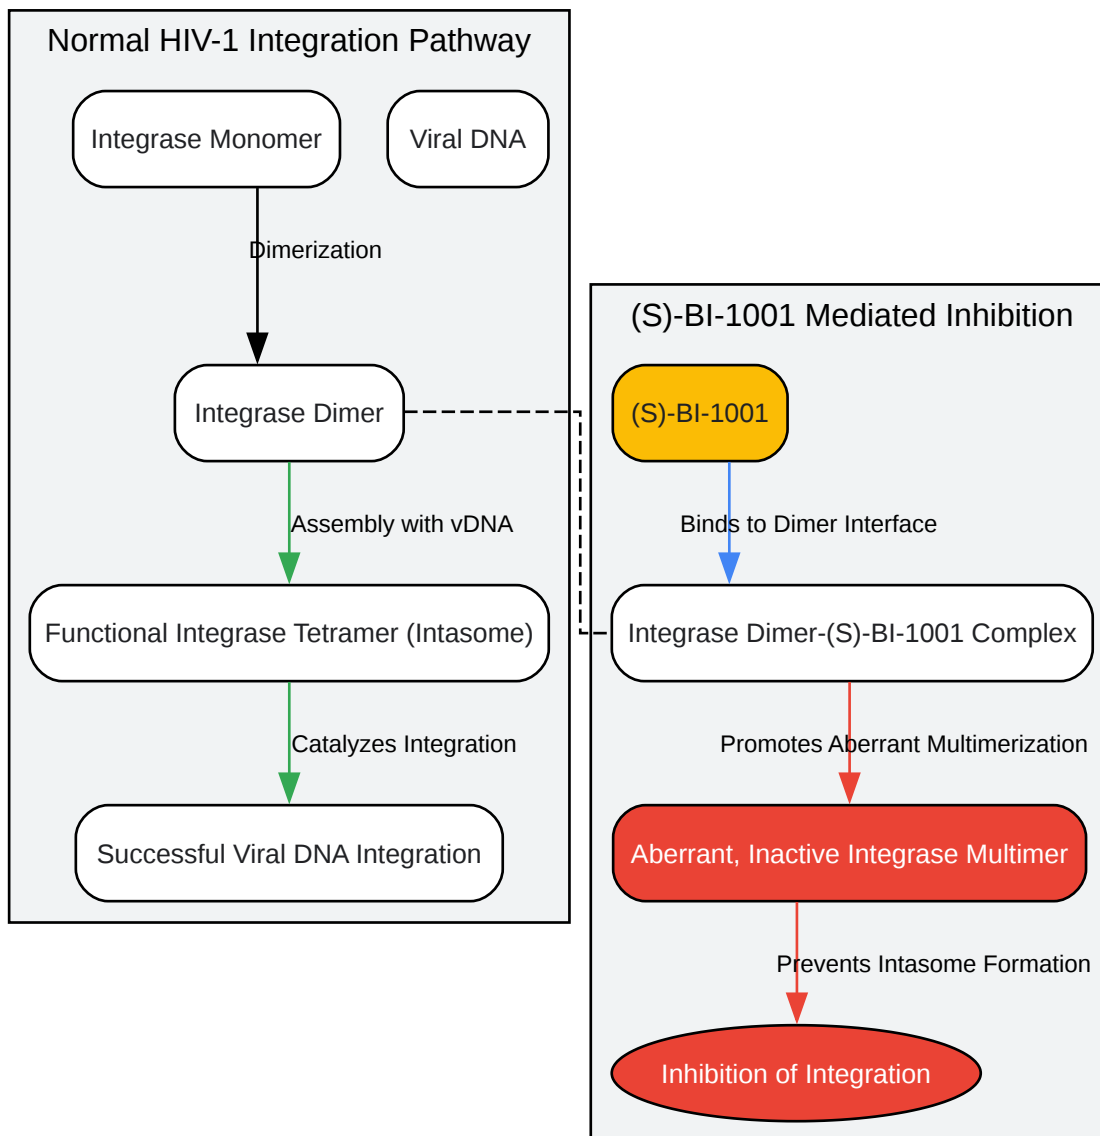 Normal HIV-1 Integration Pathway
Integrase Monomer
Viral DNA
Dimerization
Integrase Dimer
Assembly with vDNA
Functional Integrase Tetramer (Intasome)
Catalyzes Integration
Successful Viral DNA Integration
(S)-BI-1001 Mediated Inhibition
(S)-BI-1001
Binds to Dimer Interface
Integrase Dimer-(S)-BI-1001 Complex
Promotes Aberrant Multimerization
Aberrant, Inactive Integrase Multimer
Prevents Intasome Formation
Inhibition of Integration